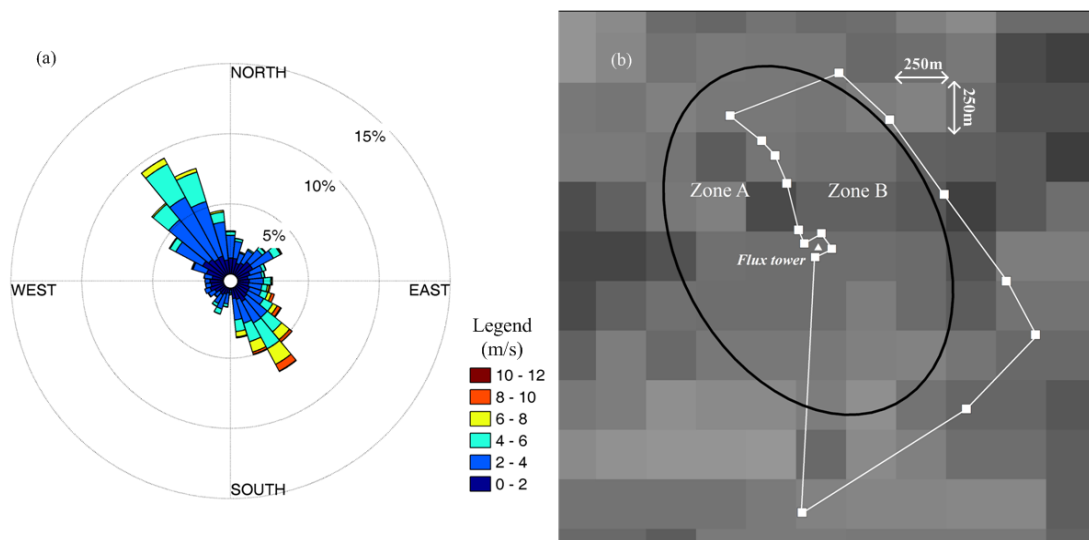 (a)
NORTH
15%
10%
5%
WEST
EAST
SOUTH
Legend
(m/s)
10 - 12
8 - 10
6 - 8
4 - 6
2 - 4
0 - 2
(b)
250m
250m
Zone A
Zone B
Flux tower